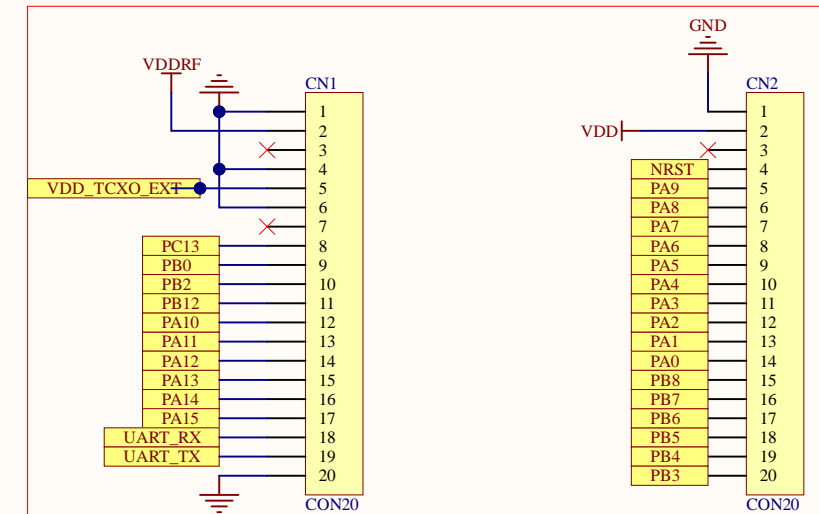 GND
VDDRF
CN1
CN2
1
2
3
4
5
6
7
8
9
10
11
12
13
14
15
16
17
18
19
20
VDD_TCXO_EXT
PC13
PB0
PB2
PB12
PA10
PA11
PA12
PA13
PA14
PA15
UART_RX
UART_TX
CON20
VDD
1
2
3
4
5
6
7
8
9
10
11
12
13
14
15
16
17
18
19
20
NRST
PA9
PA8
PA7
PA6
PA5
PA4
PA3
PA2
PA1
PA0
PB8
PB7
PB6
PB5
PB4
PB3
CON20